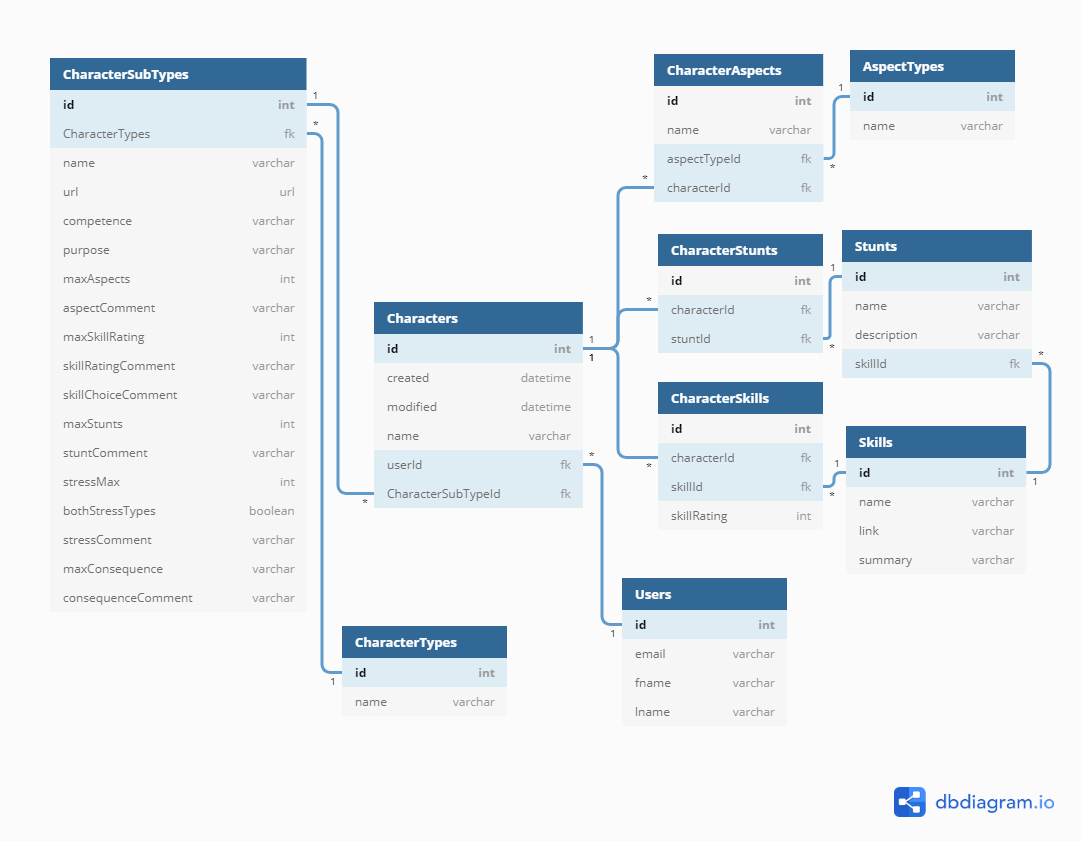 CharacterSubTypes
id int
CharacterTypes fk
name varchar
url url
competence varchar
purpose varchar
maxAspects int
aspectComment varchar
maxSkillRating int
skillRatingComment varchar
skillChoiceComment varchar
maxStunts int
stuntComment varchar
stressMax int
bothStressTypes boolean
stressComment varchar
maxConsequence varchar
consequenceComment varchar
1
*
Characters
id int
created datetime
modified datetime
name varchar
userId fk
CharacterSubTypeId fk
1
1
*
*
CharacterTypes
id int
name varchar
1
CharacterAspects
id int
name varchar
aspectTypeId fk
characterId fk
*
*
AspectTypes
id int
name varchar
1
CharacterStunts
id int
characterId fk
stuntId fk
*
*
Stunts
id int
name varchar
description varchar
skillId fk
1
*
CharacterSkills
id int
characterId fk
skillId fk
skillRating int
*
*
Skills
id int
name varchar
link varchar
summary varchar
1
1
Users
id int
email varchar
fname varchar
lname varchar
1
dbdiagram.io